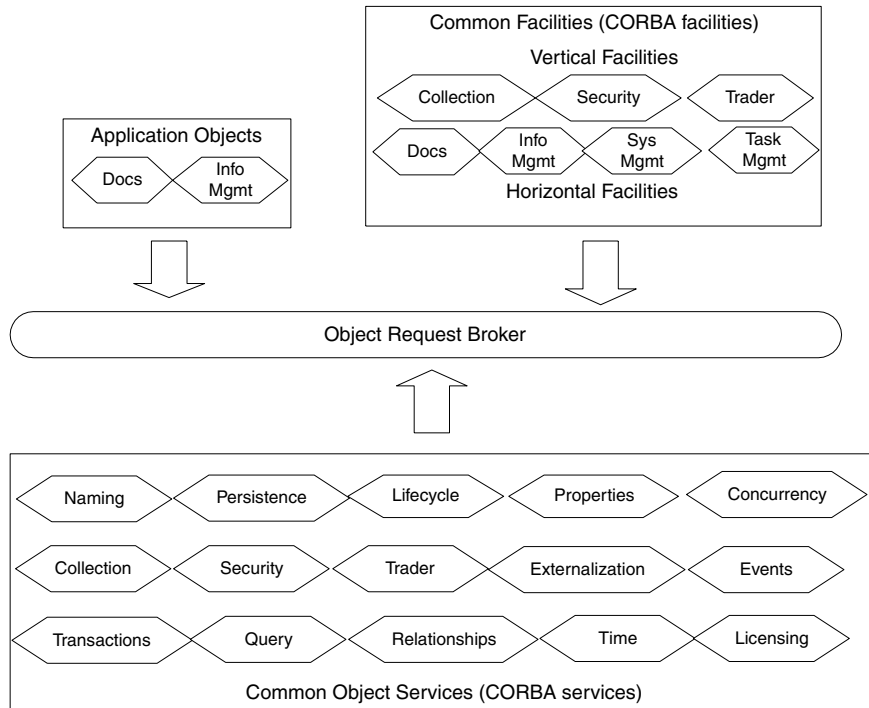 Common Facilities (CORBA facilities)
Vertical Facilities
Collection
Security
Trader
Docs
Info
Mgmt
Sys
Mgmt
Task
Mgmt
Horizontal Facilities
Application Objects
Docs
Info
Mgmt
Object Request Broker
Naming
Persistence
Lifecycle
Properties
Concurrency
Collection
Security
Trader
Externalization
Events
Transactions
Query
Relationships
Time
Licensing
Common Object Services (CORBA services)